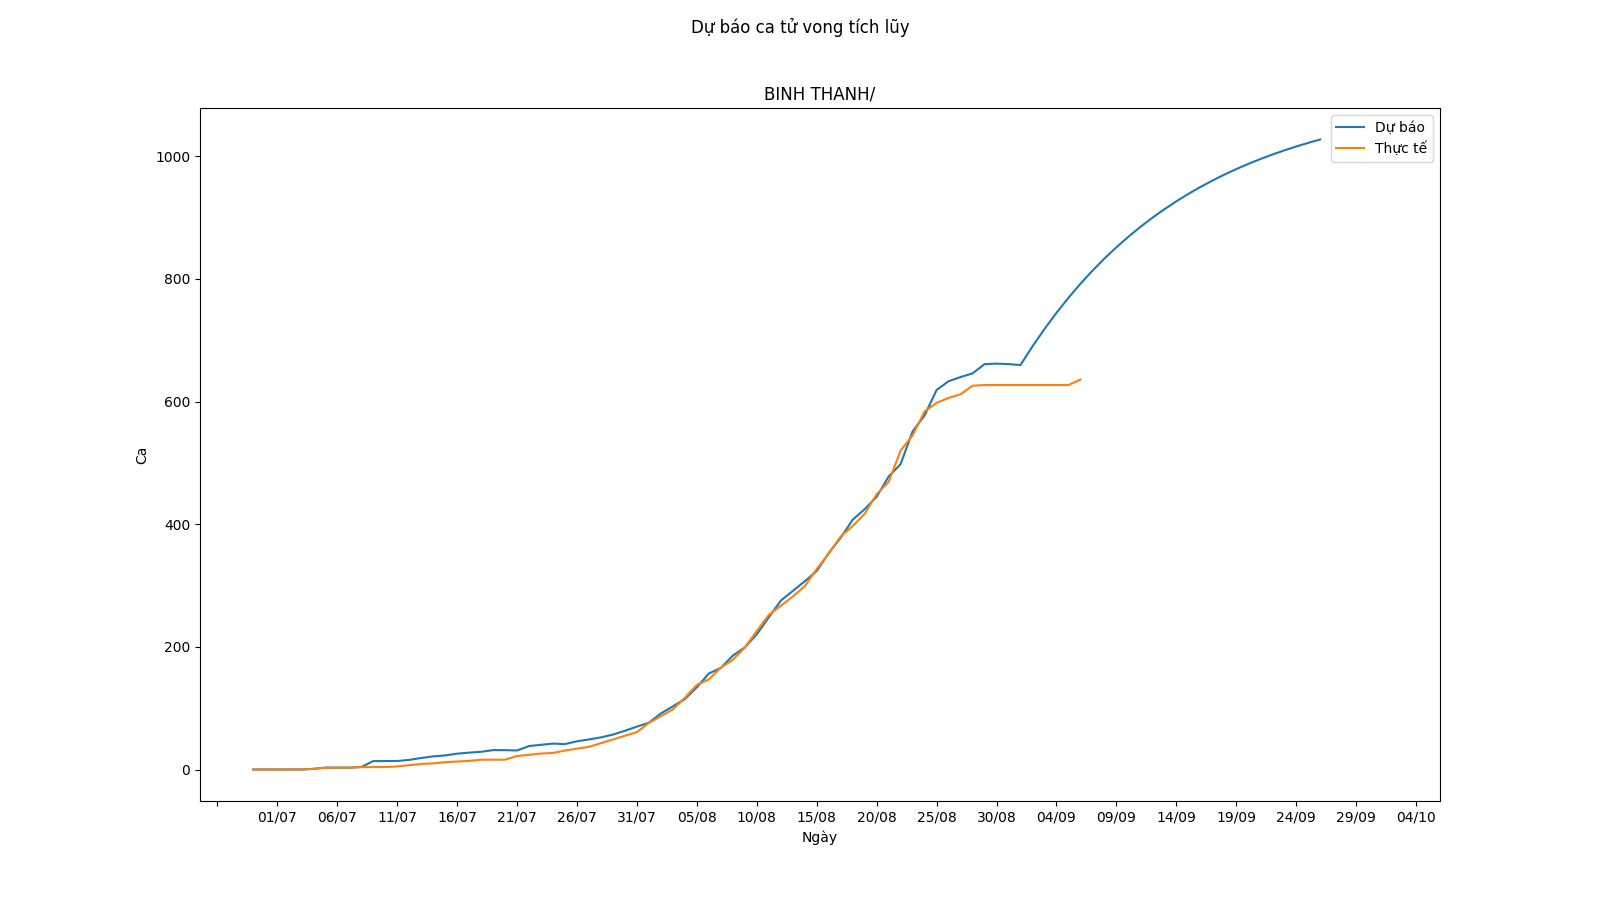 Dự báo ca tử vong tích lũy
BINH THANH/
Dự báo
Thực tế
1000
800
600
400
200
0
Ca
01/07 06/07 11/07 16/07 21/07 26/07 31/07 05/08 10/08 15/08 20/08 25/08 30/08 04/09 09/09 14/09 19/09 24/09 29/09 04/10
Ngày